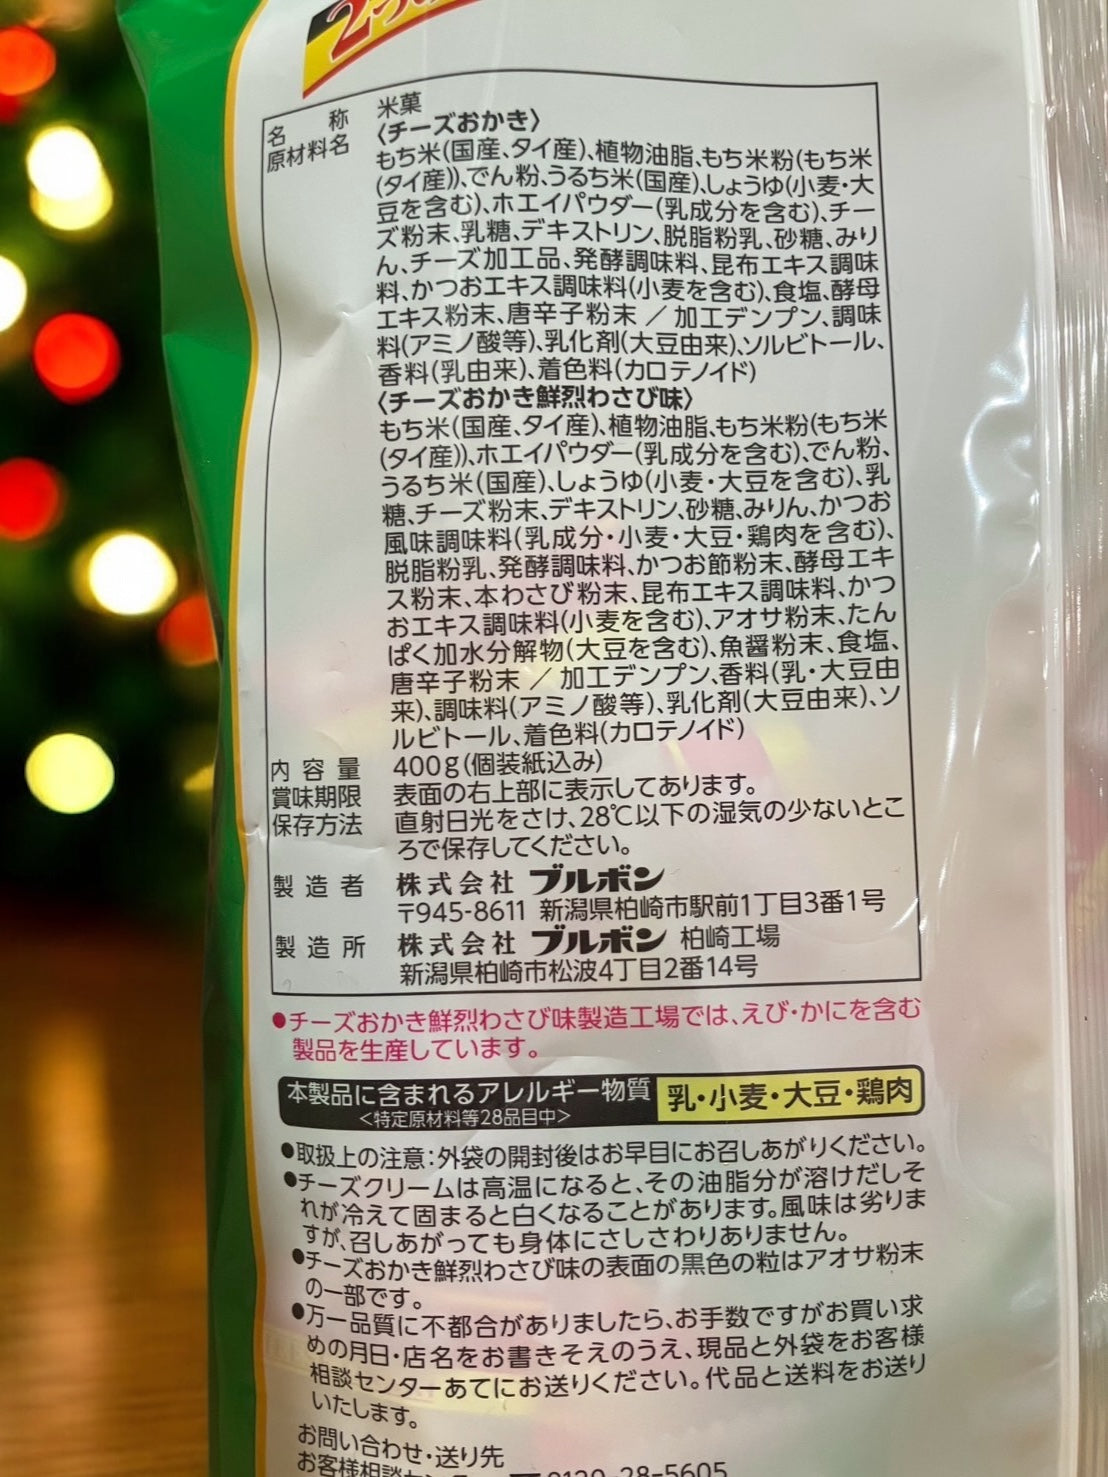 名称 米菓
原材料名 〈チーズおかき〉
もち米(国産、タイ産)、植物油脂、もち米粉(もち米
(タイ産))、でん粉、うるち米(国産)、しょうゆ(小麦・大
豆を含む)、ホエイパウダー(乳成分を含む)、チー
ズ粉末、乳糖、デキストリン、脱脂粉乳、砂糖、みり
ん、チーズ加工品、発酵調味料、昆布エキス調味
料、かつおエキス調味料(小麦を含む)、食塩、酵母
エキス粉末、唐辛子粉末／加工デンプン、調味
料(アミノ酸等)、乳化剤(大豆由来)、ソルビトール、
香料(乳由来)、着色料(カロテノイド)
〈チーズおかき鮮烈わさび味〉
もち米(国産、タイ産)、植物油脂、もち米粉(もち米
(タイ産))、ホエイパウダー(乳成分を含む)、でん粉、
うるち米(国産)、しょうゆ(小麦・大豆を含む)、乳
糖、チーズ粉末、デキストリン、砂糖、みりん、かつお
風味調味料(乳成分・小麦・大豆・鶏肉を含む)、
脱脂粉乳、発酵調味料、かつお節粉末、酵母エキ
ス粉末、本わさび粉末、昆布エキス調味料、かつ
おエキス調味料(小麦を含む)、アオサ粉末、たん
ぱく加水分解物(大豆を含む)、魚醤粉末、食塩、
唐辛子粉末／加工デンプン、香料(乳・大豆由
来)、調味料(アミノ酸等)、乳化剤(大豆由来)、ソ
ルビトール、着色料(カロテノイド)
内容量 400g(個装紙込み)
賞味期限 表面の右上部に表示してあります。
保存方法 直射日光をさけ、28℃以下の湿気の少ないとこ
ろで保存してください。
製造者 株式会社 ブルボン
〒945-8611 新潟県柏崎市駅前1丁目3番1号
製造所 株式会社 ブルボン 柏崎工場
新潟県柏崎市松波4丁目2番14号
●チーズおかき鮮烈わさび味製造工場では、えび・かにを含む
製品を生産しています。
本製品に含まれるアレルギー物質 乳・小麦・大豆・鶏肉
＜特定原材料等28品目中＞
●取扱上の注意：外袋の開封後はお早目にお召しあがりください。
●チーズクリームは高温になると、その油脂分が溶けだしそ
れが冷えて固まると白くなることがあります。風味は劣りま
すが、召しあがっても身体にさしさわりありません。
●チーズおかき鮮烈わさび味の表面の黒色の粒はアオサ粉末
の一部です。
●万一品質に不都合がありましたら、お手数ですがお買い求
めの月日・店名をお書きそえのうえ、現品と外袋をお客様
相談センターあてにお送りください。代品と送料をお送り
いたします。
お問い合わせ・送り先
お客様相談センター 0120-28-5605